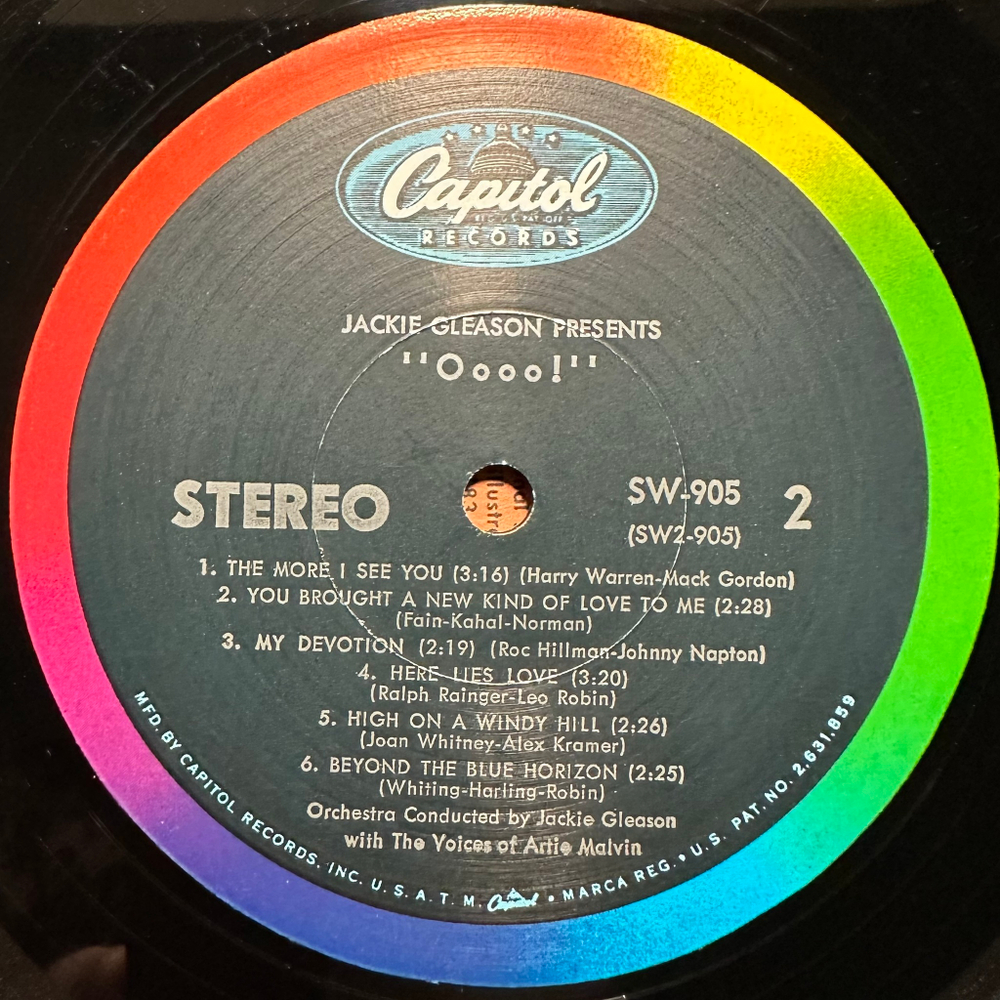 Capitol
REG. U.S. PAT. OFF.
RECORDS
JACKIE GLEASON PRESENTS
"Oooo!"
STEREO
SW-905
(SW2-905)
2
1. THE MORE I SEE YOU (3:16) (Harry Warren-Mack Gordon)
2. YOU BROUGHT A NEW KIND OF LOVE TO ME (2:28)
(Fain-Kahal-Norman)
3. MY DEVOTION (2:19) (Roc Hillman-Johnny Napton)
4. HERE LIES LOVE (3:20)
(Ralph Rainger-Leo Robin)
5. HIGH ON A WINDY HILL (2:26)
(Joan Whitney-Alex Kramer)
6. BEYOND THE BLUE HORIZON (2:25)
(Whiting-Harling-Robin)
Orchestra Conducted by Jackie Gleason
with The Voices of Artie Malvin
MFD. BY CAPITOL RECORDS, INC. U. S. A. T. M. Capitol • MARCA REG. • U.S. PAT. NO. 2,631,859